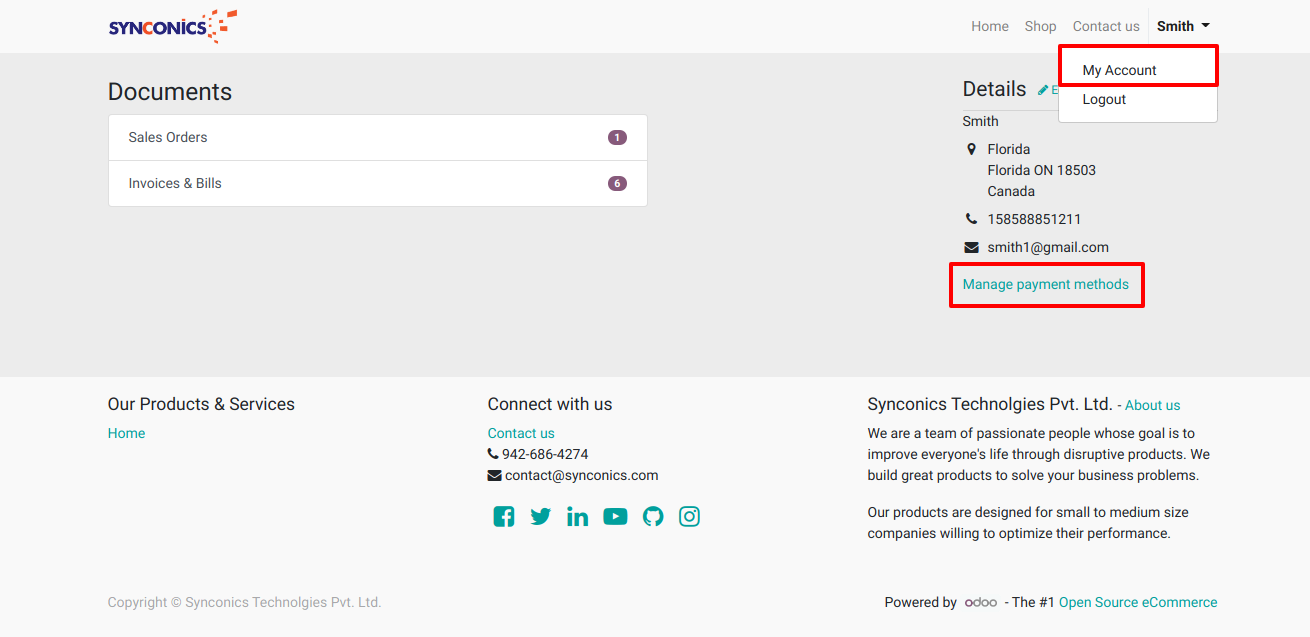 SYNCONICS
Home Shop Contact us Smith
My Account
Logout
Documents
Sales Orders 1
Invoices & Bills 6
Details
Smith
Florida
Florida ON 18503
Canada
158588851211
smith1@gmail.com
Manage payment methods
Our Products & Services
Home
Connect with us
Contact us
942-686-4274
contact@synconics.com
Synconics Technolgies Pvt. Ltd. - About us
We are a team of passionate people whose goal is to
improve everyone's life through disruptive products. We
build great products to solve your business problems.
Our products are designed for small to medium size
companies willing to optimize their performance.
Copyright © Synconics Technolgies Pvt. Ltd.
Powered by odoo - The #1 Open Source eCommerce